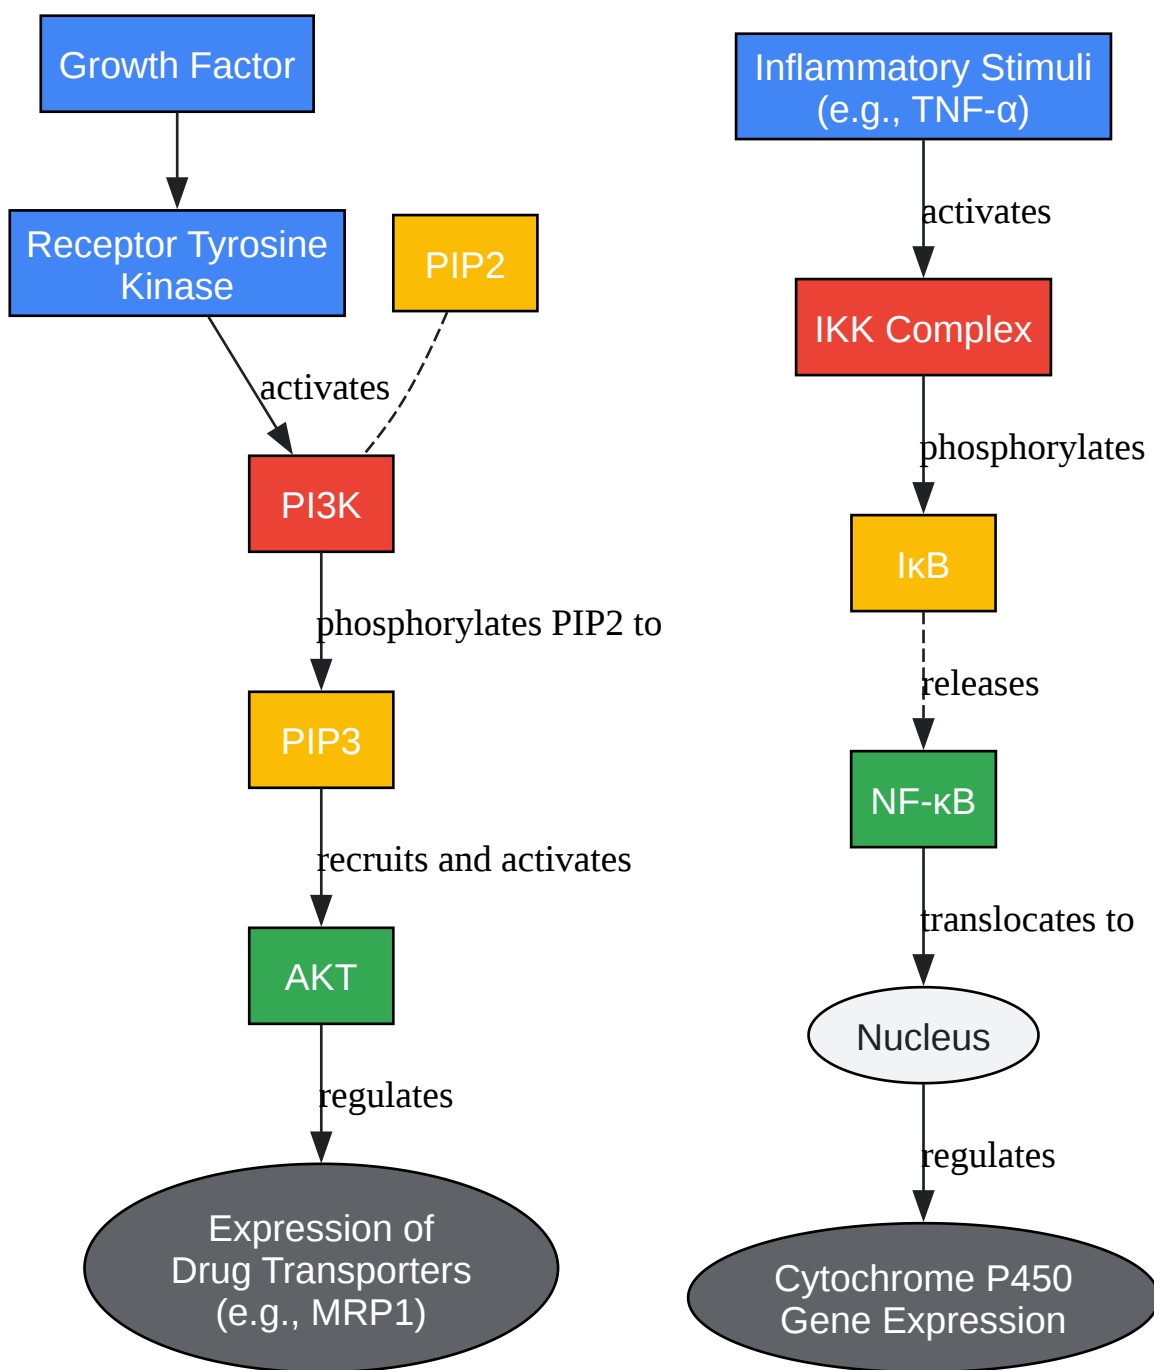 Growth Factor
Receptor Tyrosine
Kinase
PIP2
activates
PI3K
phosphorylates PIP2 to
PIP3
recruits and activates
AKT
regulates
Expression of
Drug Transporters
(e.g., MRP1)
Inflammatory Stimuli
(e.g., TNF-α)
activates
IKK Complex
phosphorylates
IκB
releases
NF-κB
translocates to
Nucleus
regulates
Cytochrome P450
Gene Expression